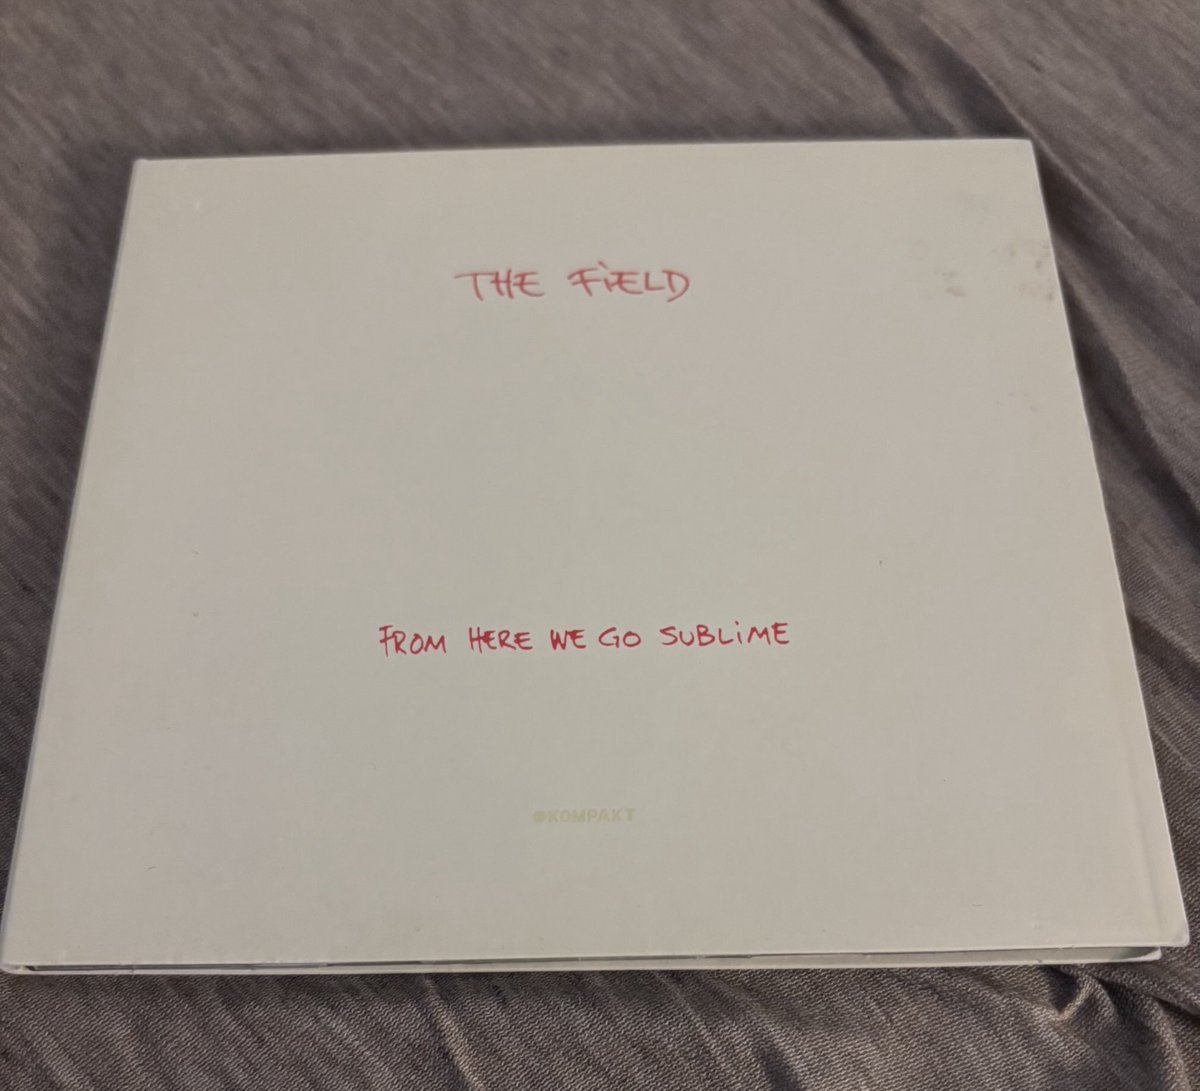 THE FiELD
FROM HERE WE GO SUBLiME
KOMPAKT